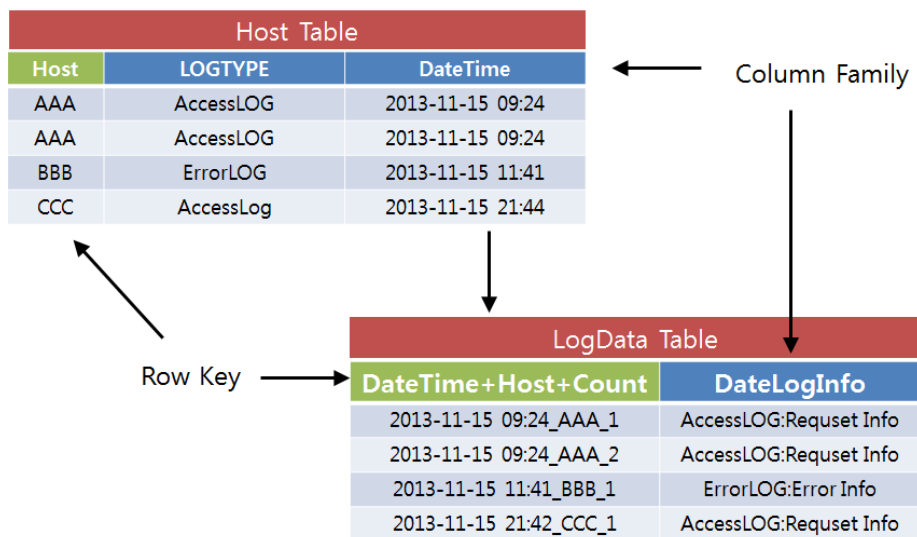 Host Table
Host LOGTYPE DateTime
AAA AccessLOG 2013-11-15 09:24
AAA AccessLOG 2013-11-15 09:24
BBB ErrorLOG 2013-11-15 11:41
CCC AccessLog 2013-11-15 21:44
Column Family
Row Key
LogData Table
DateTime+Host+Count DateLogInfo
2013-11-15 09:24_AAA_1 AccessLOG:Requset Info
2013-11-15 09:24_AAA_2 AccessLOG:Requset Info
2013-11-15 11:41_BBB_1 ErrorLOG:Error Info
2013-11-15 21:42_CCC_1 AccessLOG:Requset Info